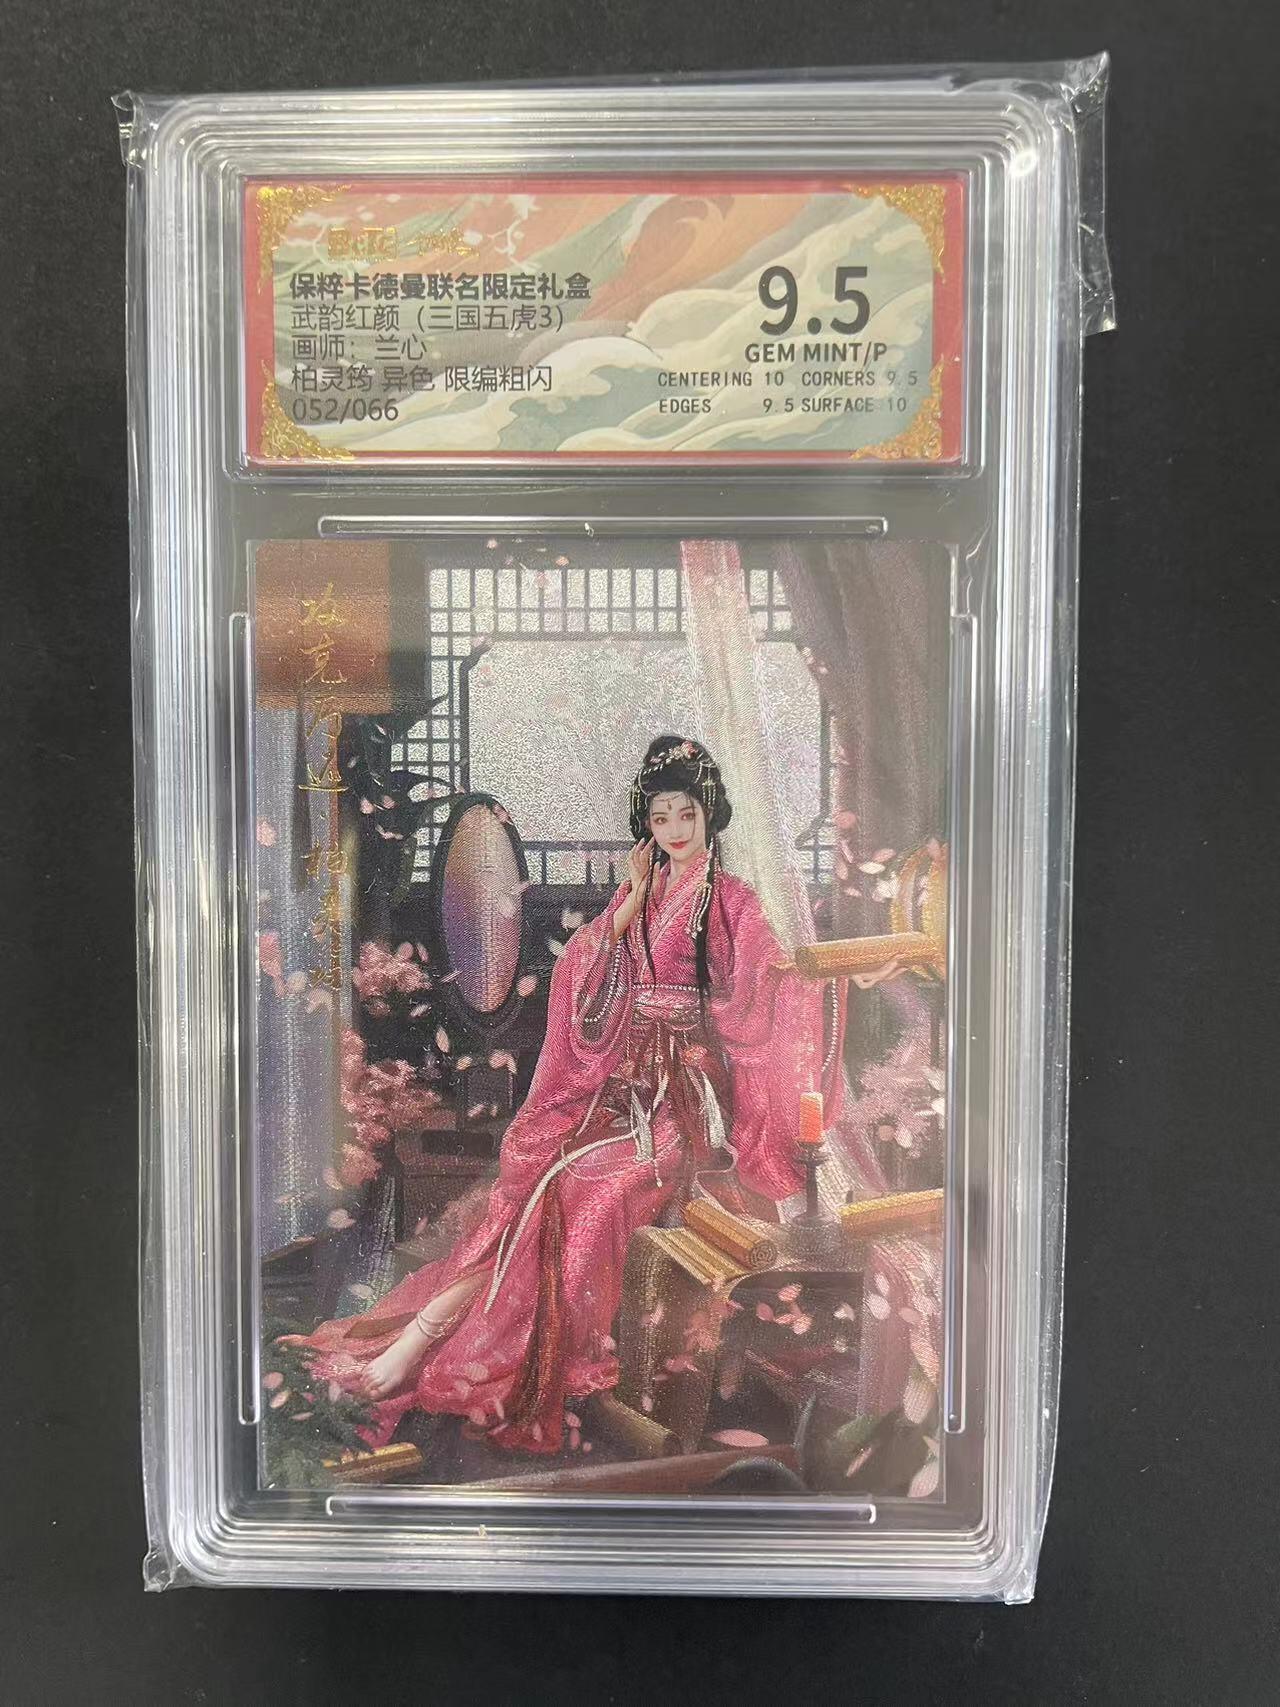 保粹卡德曼联名限定礼盒
武韵红颜（三国五虎3）
画师：兰心
柏灵筠 异色 限编粗闪
052/066
9.5
GEM MINT/P
CENTERING 10 CORNERS 9.5
EDGES 9.5 SURFACE 10